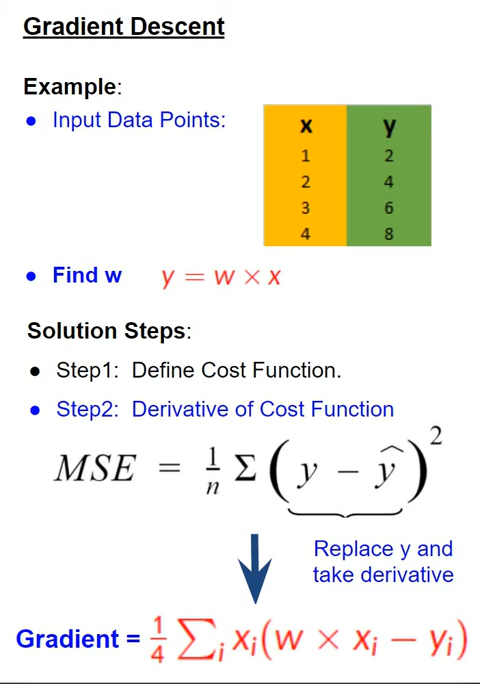 Gradient Descent
Example:
• Input Data Points:
x y
1 2
2 4
3 6
4 8
• Find w y = w × x
Solution Steps:
• Step1: Define Cost Function.
• Step2: Derivative of Cost Function
MSE = 1/n Σ (y − ŷ)²
Replace y and
take derivative
Gradient = 1/4 ∑ᵢ xᵢ(w × xᵢ − yᵢ)